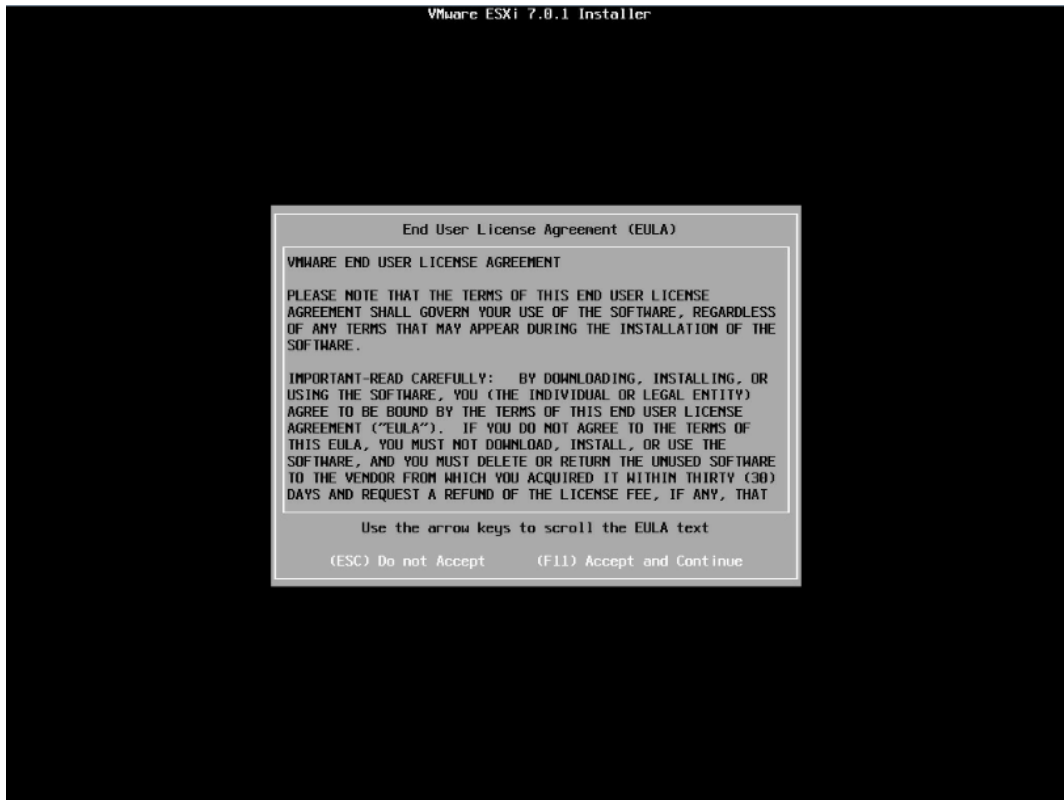 VMware ESXi 7.0.1 Installer
End User License Agreement (EULA)
VMWARE END USER LICENSE AGREEMENT
PLEASE NOTE THAT THE TERMS OF THIS END USER LICENSE
AGREEMENT SHALL GOVERN YOUR USE OF THE SOFTWARE, REGARDLESS
OF ANY TERMS THAT MAY APPEAR DURING THE INSTALLATION OF THE
SOFTWARE.
IMPORTANT-READ CAREFULLY:   BY DOWNLOADING, INSTALLING, OR
USING THE SOFTWARE, YOU (THE INDIVIDUAL OR LEGAL ENTITY)
AGREE TO BE BOUND BY THE TERMS OF THIS END USER LICENSE
AGREEMENT ("EULA").  IF YOU DO NOT AGREE TO THE TERMS OF
THIS EULA, YOU MUST NOT DOWNLOAD, INSTALL, OR USE THE
SOFTWARE, AND YOU MUST DELETE OR RETURN THE UNUSED SOFTWARE
TO THE VENDOR FROM WHICH YOU ACQUIRED IT WITHIN THIRTY (30)
DAYS AND REQUEST A REFUND OF THE LICENSE FEE, IF ANY, THAT
Use the arrow keys to scroll the EULA text
(ESC) Do not Accept      (F11) Accept and Continue